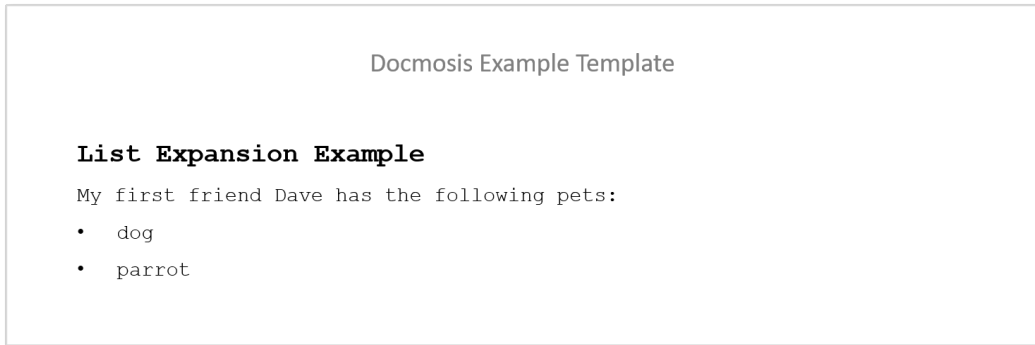 Docmosis Example Template
List Expansion Example
My first friend Dave has the following pets:
• dog
• parrot